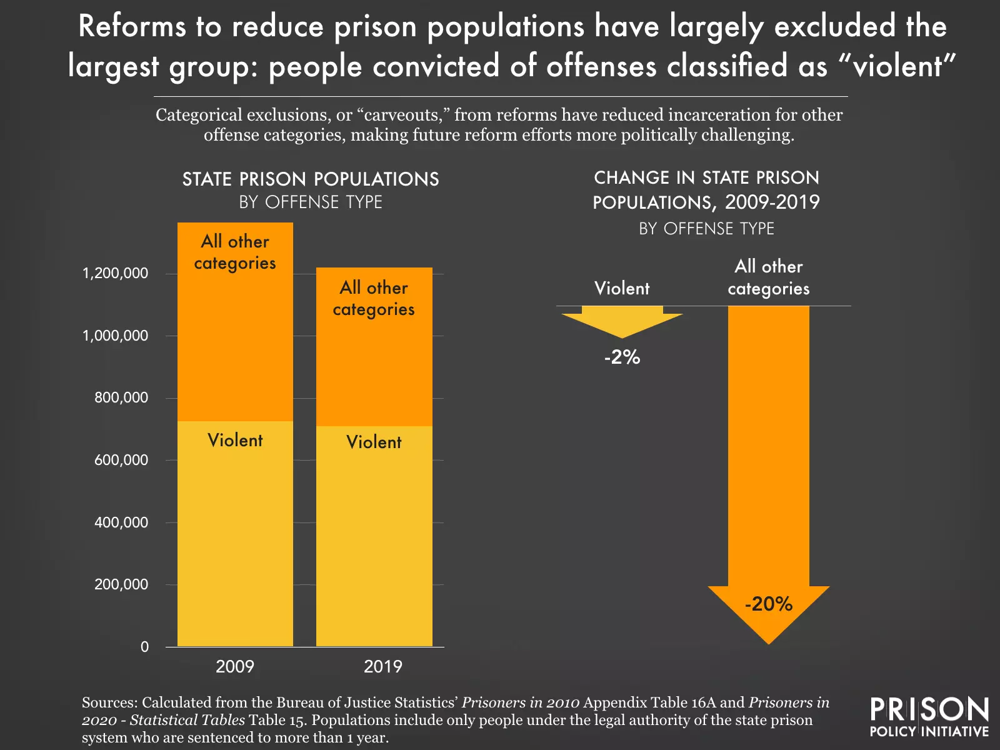 Reforms to reduce prison populations have largely excluded the
largest group: people convicted of offenses classified as “violent”
Categorical exclusions, or “carveouts,” from reforms have reduced incarceration for other
offense categories, making future reform efforts more politically challenging.
STATE PRISON POPULATIONS
BY OFFENSE TYPE
1,200,000
1,000,000
800,000
600,000
400,000
200,000
0
All other
categories
Violent
All other
categories
Violent
2009
2019
CHANGE IN STATE PRISON
POPULATIONS, 2009-2019
BY OFFENSE TYPE
Violent
All other
categories
-2%
-20%
Sources: Calculated from the Bureau of Justice Statistics’ Prisoners in 2010 Appendix Table 16A and Prisoners in
2020 - Statistical Tables Table 15. Populations include only people under the legal authority of the state prison
system who are sentenced to more than 1 year.
PRISON
POLICY INITIATIVE